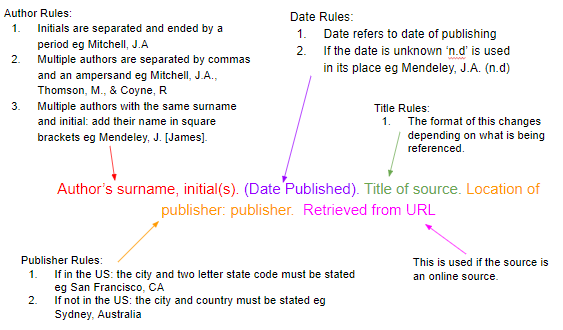 Author Rules:
1. Initials are separated and ended by a
period eg Mitchell, J.A
2. Multiple authors are separated by commas
and an ampersand eg Mitchell, J.A.,
Thomson, M., & Coyne, R
3. Multiple authors with the same surname
and initial: add their name in square
brackets eg Mendeley, J. [James].
Date Rules:
1. Date refers to date of publishing
2. If the date is unknown ‘n.d’ is used
in its place eg Mendeley, J.A. (n.d)
Title Rules:
1. The format of this changes
depending on what is being
referenced.
Author’s surname, initial(s). (Date Published). Title of source. Location of
publisher: publisher. Retrieved from URL
Publisher Rules:
1. If in the US: the city and two letter state code must be stated
eg San Francisco, CA
2. If not in the US: the city and country must be stated eg
Sydney, Australia
This is used if the source is
an online source.